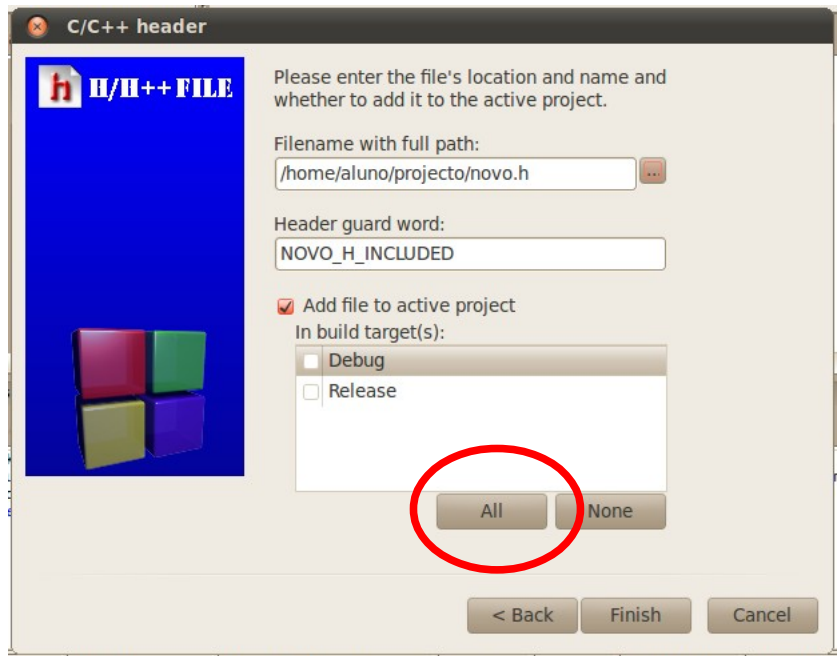 C/C++ header
H/H++ FILE
Please enter the file's location and name and
whether to add it to the active project.
Filename with full path:
/home/aluno/projecto/novo.h
...
Header guard word:
NOVO_H_INCLUDED
Add file to active project
In build target(s):
Debug
Release
All None
< Back Finish Cancel